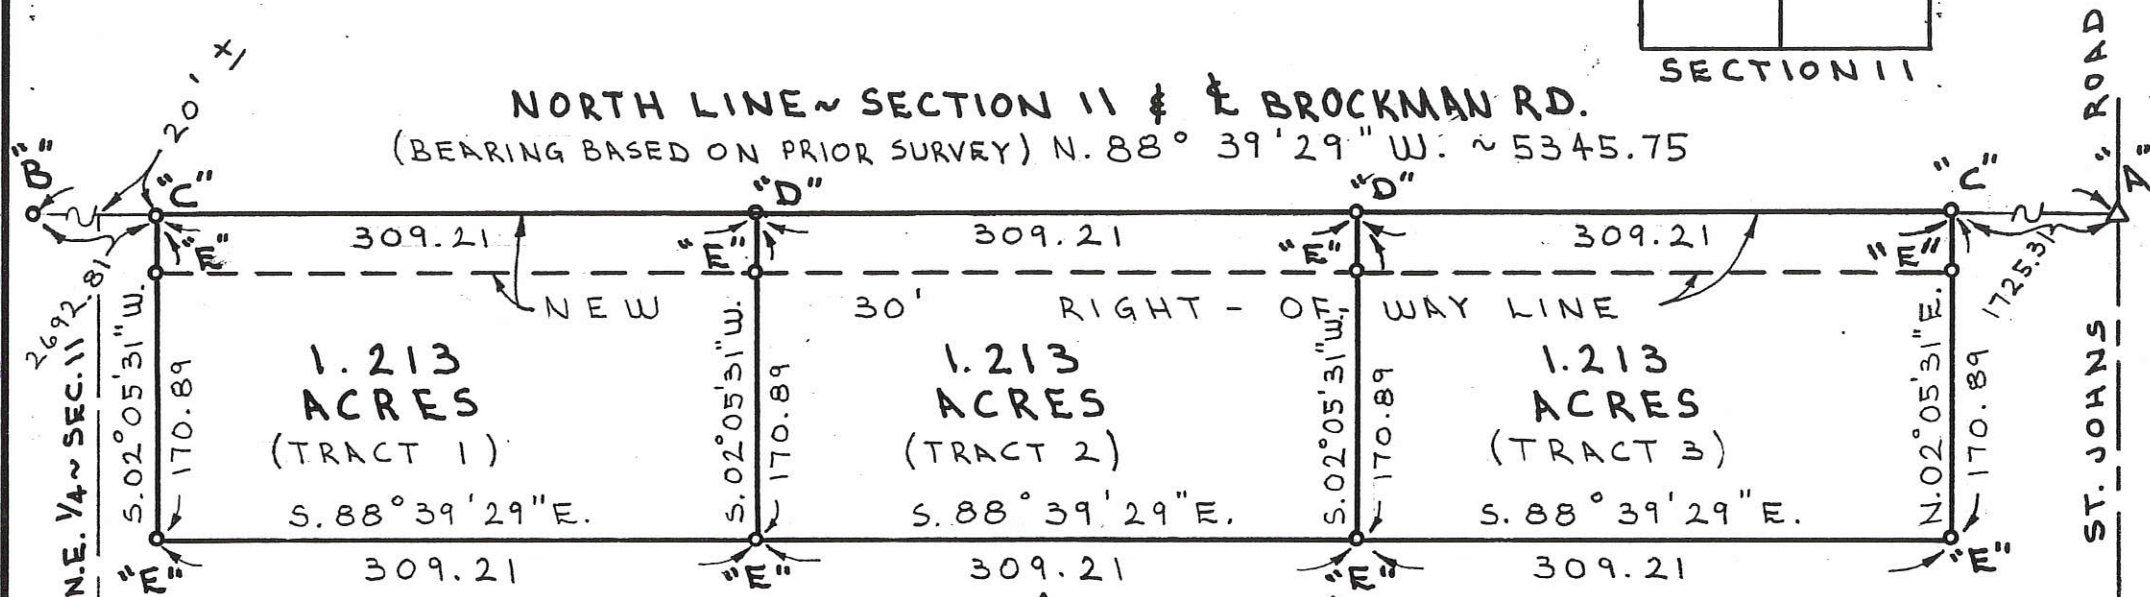 SECTION 11
ROAD
20' ±
NORTH LINE~ SECTION 11 & ℄ BROCKMAN RD.
(BEARING BASED ON PRIOR SURVEY) N. 88° 39'29" W. ~ 5345.75
"B"
"C"
"D"
"D"
"C"
"A"
309.21
309.21
309.21
"E"
"E"
"E"
"E"
2692.81
1725.31
NEW 30' RIGHT - OF WAY LINE
N.E. 1/4 ~ SEC. 11
S. 02° 05' 31" W.
170.89
1.213
ACRES
(TRACT 1)
S. 88° 39' 29" E.
S. 02° 05' 31" W.
170.89
1.213
ACRES
(TRACT 2)
S. 88° 39' 29" E.
S. 02° 05' 31" W.
170.89
1.213
ACRES
(TRACT 3)
S. 88° 39' 29" E.
N. 02° 05' 31" E.
170.89
ST. JOHNS
"E"
309.21
"E"
309.21
"E"
309.21
"E"